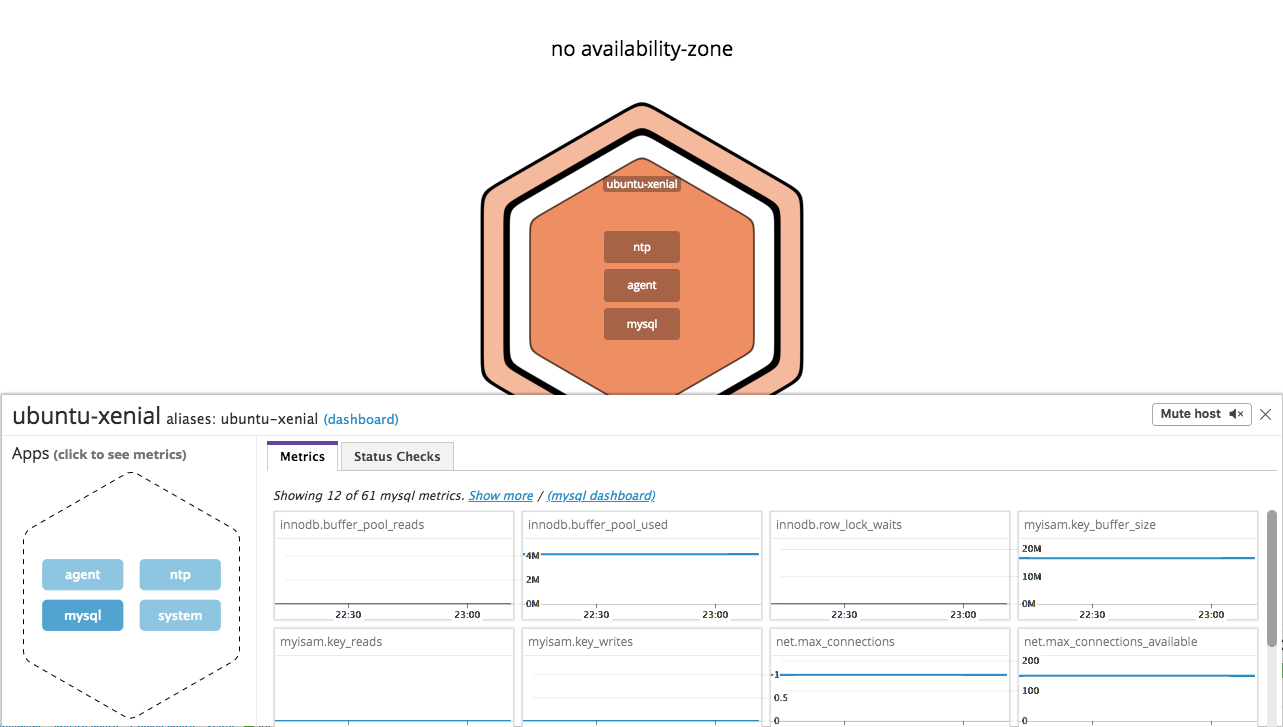 no availability-zone
ubuntu-xenial
ntp
agent
mysql
ubuntu-xenial aliases: ubuntu-xenial (dashboard)
Mute host
Apps (click to see metrics)
agent
ntp
mysql
system
Metrics
Status Checks
Showing 12 of 61 mysql metrics. Show more / (mysql dashboard)
innodb.buffer_pool_reads
22:30 23:00
innodb.buffer_pool_used
4M
2M
0M
22:30 23:00
innodb.row_lock_waits
22:30 23:00
myisam.key_buffer_size
20M
10M
0M
22:30 23:00
myisam.key_reads
myisam.key_writes
net.max_connections
1
0.5
0
net.max_connections_available
200
100
0